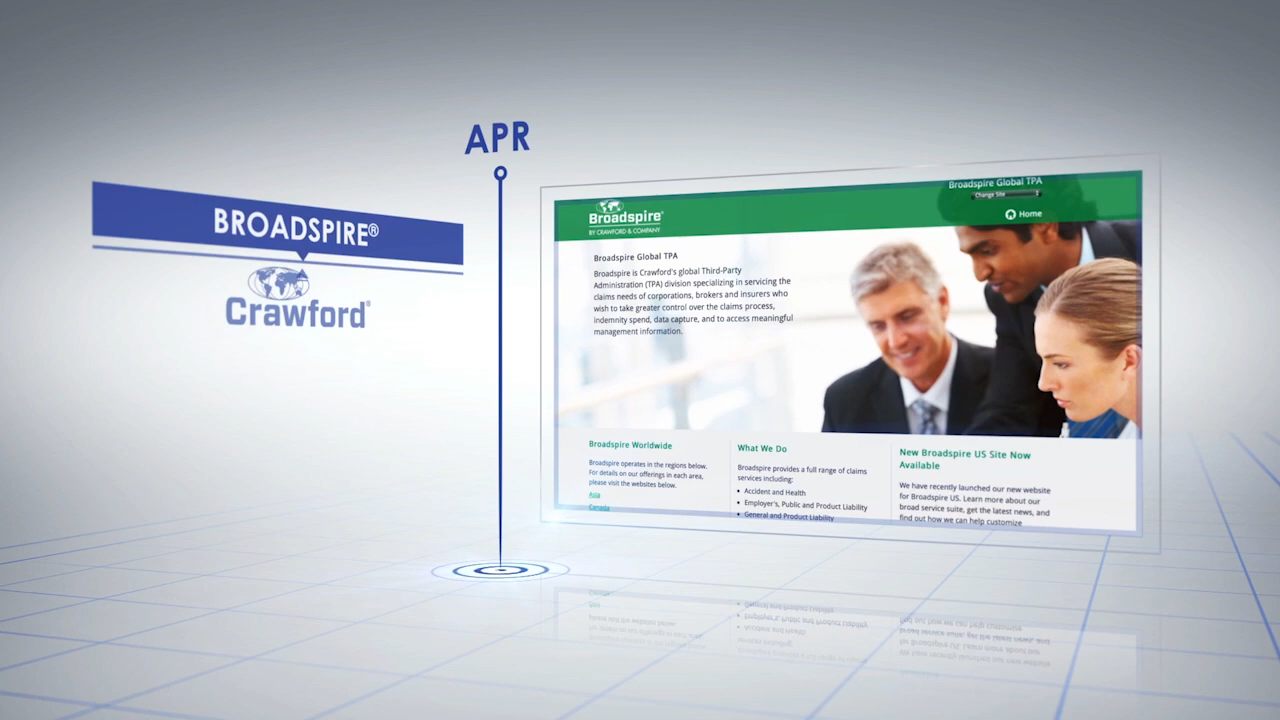 APR
BROADSPIRE®
Crawford®
Broadspire Global TPA
Change Site
Broadspire®
BY CRAWFORD & COMPANY
Home
Broadspire Global TPA
Broadspire is Crawford's global Third-Party
Administration (TPA) division specializing in servicing the
claims needs of corporations, brokers and insurers who
wish to take greater control over the claims process,
indemnity spend, data capture, and to access meaningful
management information.
Broadspire Worldwide
Broadspire operates in the regions below.
For details on our offerings in each area,
please visit the websites below.
Asia
Canada
What We Do
Broadspire provides a full range of claims
services including:
• Accident and Health
• Employer's, Public and Product Liability
• General and Product Liability
New Broadspire US Site Now
Available
We have recently launched our new website
for Broadspire US. Learn more about our
broad service suite, get the latest news, and
find out how we can help customize